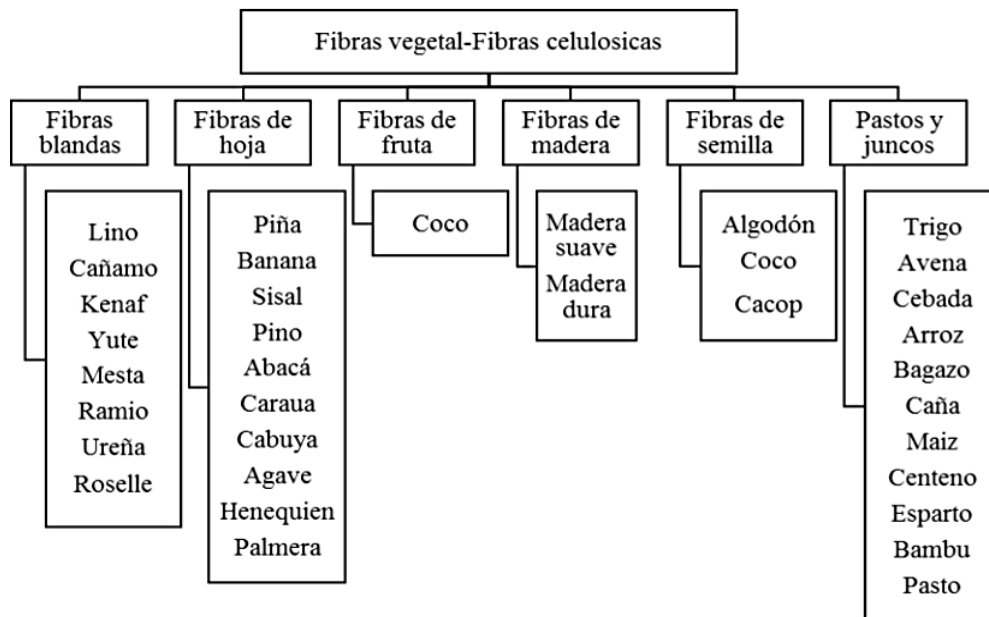 Fibras vegetal-Fibras celulosicas
Fibras
blandas
Fibras de
hoja
Fibras de
fruta
Fibras de
madera
Fibras de
semilla
Pastos y
juncos
Lino
Cañamo
Kenaf
Yute
Mesta
Ramio
Ureña
Roselle
Piña
Banana
Sisal
Pino
Abacá
Caraua
Cabuya
Agave
Henequien
Palmera
Coco
Madera
suave
Madera
dura
Algodón
Coco
Cacop
Trigo
Avena
Cebada
Arroz
Bagazo
Caña
Maiz
Centeno
Esparto
Bambu
Pasto